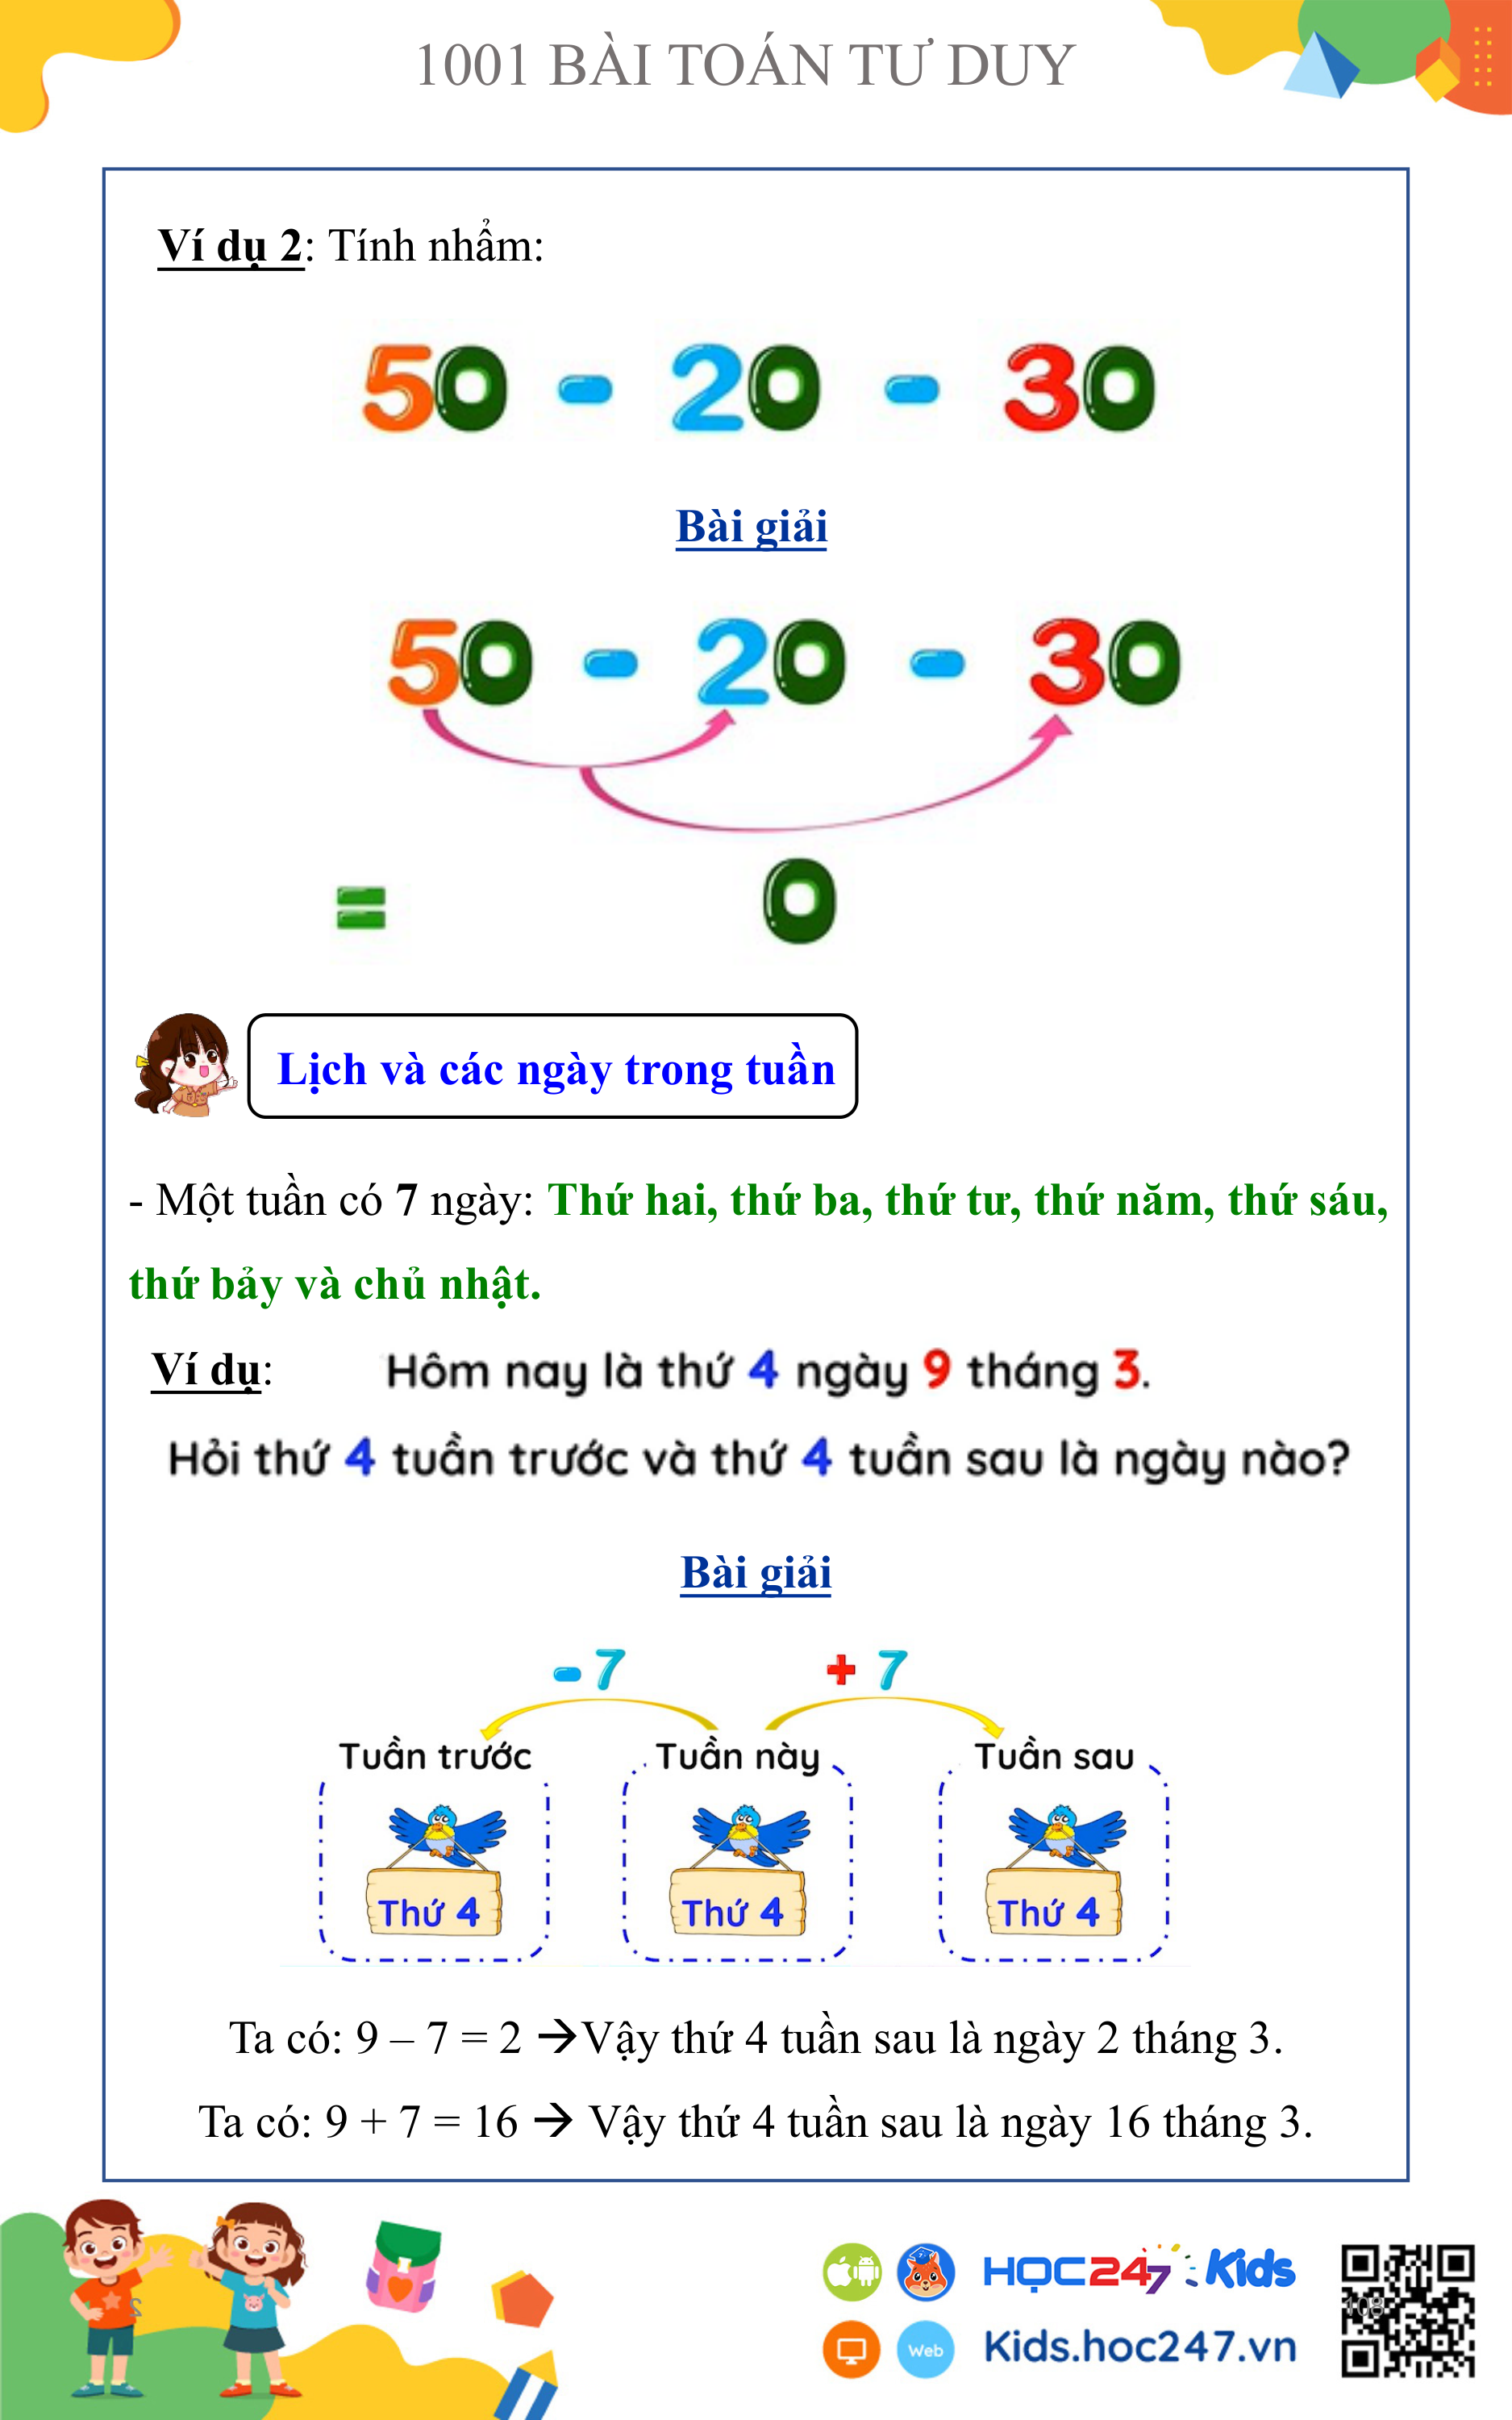 1001 BÀI TOÁN TƯ DUY
Ví dụ 2: Tính nhẩm:
50 - 20 - 30
Bài giải
50 - 20 - 30
= 0
Lịch và các ngày trong tuần
- Một tuần có 7 ngày: Thứ hai, thứ ba, thứ tư, thứ năm, thứ sáu,
thứ bảy và chủ nhật.
Ví dụ: Hôm nay là thứ 4 ngày 9 tháng 3.
Hỏi thứ 4 tuần trước và thứ 4 tuần sau là ngày nào?
Bài giải
- 7 + 7
Tuần trước Tuần này Tuần sau
Thứ 4 Thứ 4 Thứ 4
Ta có: 9 – 7 = 2 →Vậy thứ 4 tuần sau là ngày 2 tháng 3.
Ta có: 9 + 7 = 16 → Vậy thứ 4 tuần sau là ngày 16 tháng 3.
HỌC247 Kids
108
Web Kids.hoc247.vn